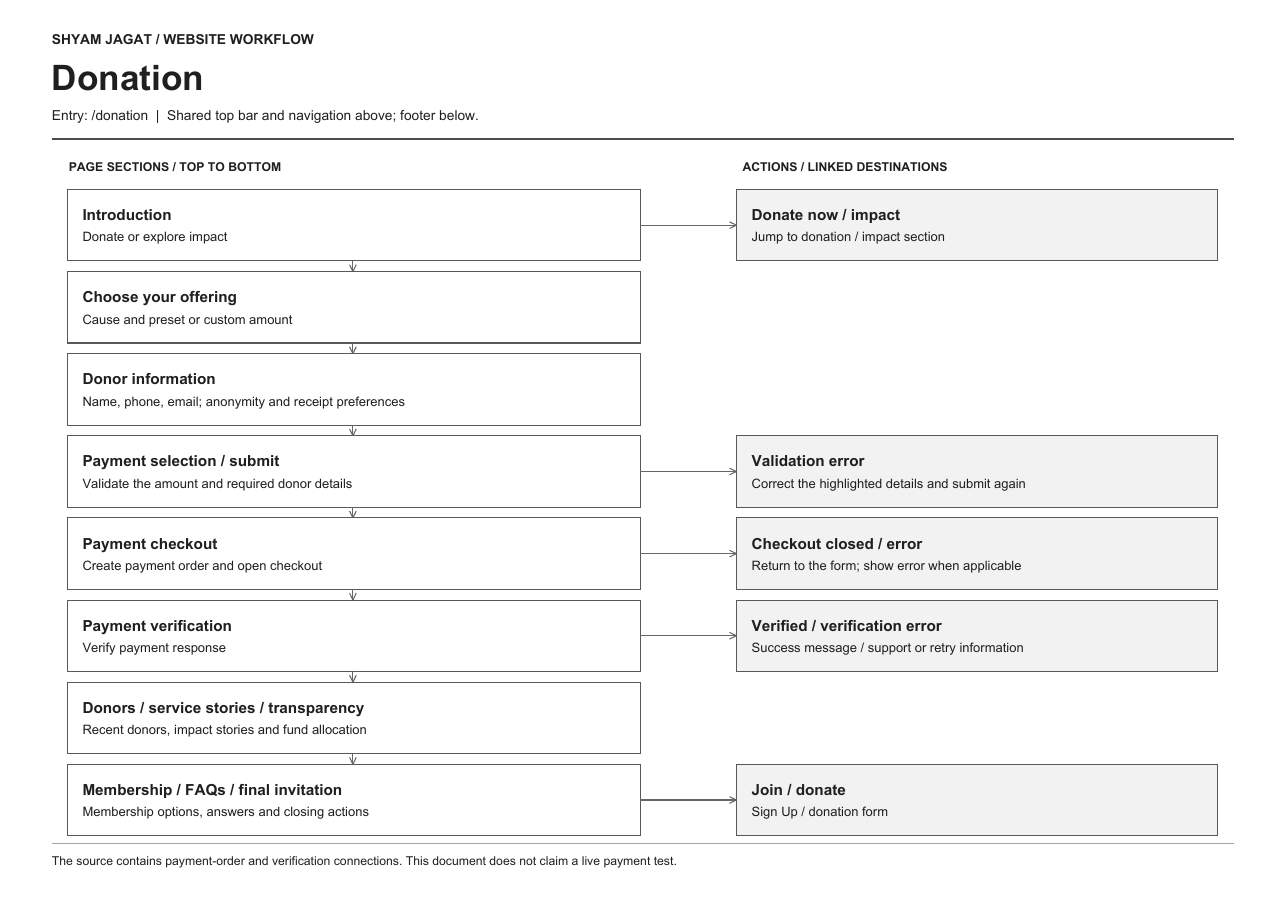 SHYAM JAGAT / WEBSITE WORKFLOW
Donation
Entry: /donation | Shared top bar and navigation above; footer below.
PAGE SECTIONS / TOP TO BOTTOM
ACTIONS / LINKED DESTINATIONS
Introduction
Donate or explore impact
Donate now / impact
Jump to donation / impact section
Choose your offering
Cause and preset or custom amount
Donor information
Name, phone, email; anonymity and receipt preferences
Payment selection / submit
Validate the amount and required donor details
Validation error
Correct the highlighted details and submit again
Payment checkout
Create payment order and open checkout
Checkout closed / error
Return to the form; show error when applicable
Payment verification
Verify payment response
Verified / verification error
Success message / support or retry information
Donors / service stories / transparency
Recent donors, impact stories and fund allocation
Membership / FAQs / final invitation
Membership options, answers and closing actions
Join / donate
Sign Up / donation form
The source contains payment-order and verification connections. This document does not claim a live payment test.